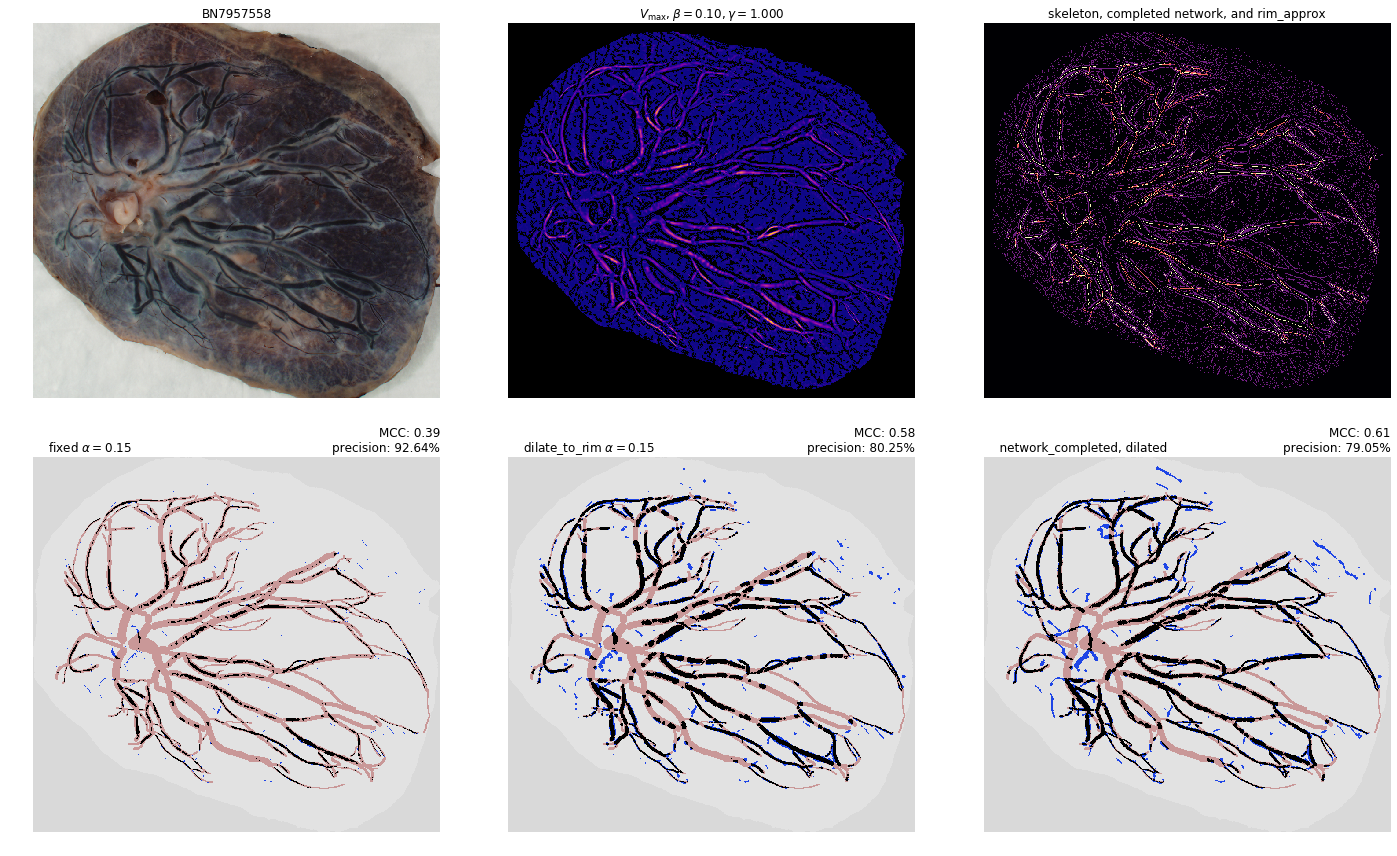 BN7957558
V_max, β = 0.10, γ = 1.000
skeleton, completed network, and rim_approx
MCC: 0.39
fixed α = 0.15 precision: 92.64%
MCC: 0.58
dilate_to_rim α = 0.15 precision: 80.25%
MCC: 0.61
network_completed, dilated precision: 79.05%